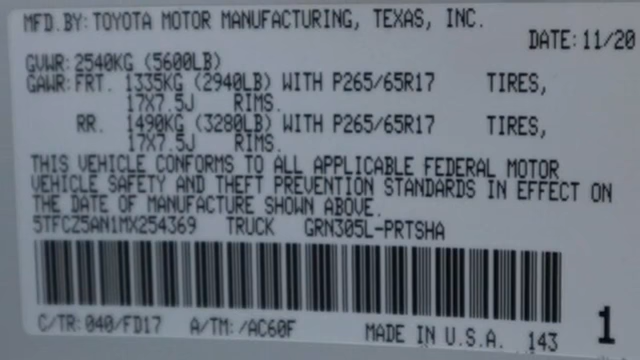 MFD.BY: TOYOTA MOTOR MANUFACTURING, TEXAS, INC.
DATE: 11/20
GVWR: 2540KG (5600LB)
GAWR: FRT. 1335KG (2940LB) WITH P265/65R17 TIRES,
17X7.5J RIMS.
RR. 1490KG (3280LB) WITH P265/65R17 TIRES,
17X7.5J RIMS.
THIS VEHICLE CONFORMS TO ALL APPLICABLE FEDERAL MOTOR
VEHICLE SAFETY AND THEFT PREVENTION STANDARDS IN EFFECT ON
THE DATE OF MANUFACTURE SHOWN ABOVE.
5TFCZ5AN1MX254369 TRUCK GRN305L-PRTSHA
C/TR: 040/FD17 A/TM: /AC60F MADE IN U.S.A. 143 1